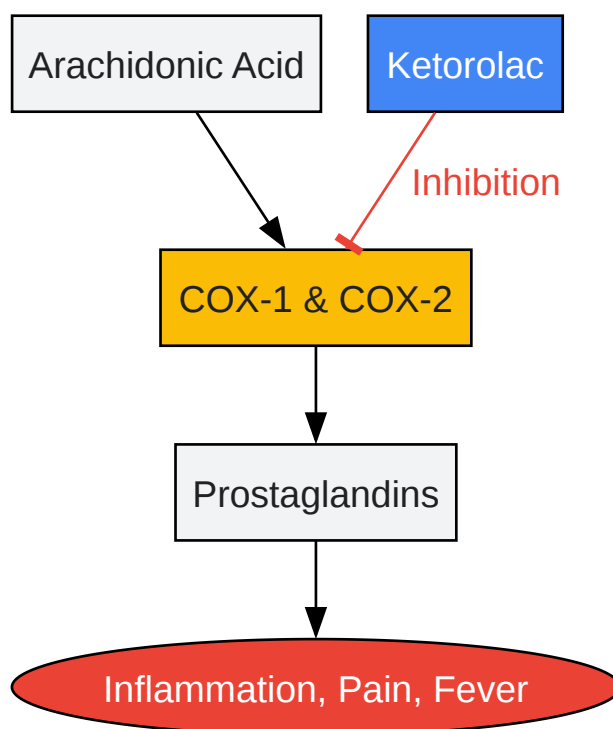 Arachidonic Acid
Ketorolac
Inhibition
COX-1 & COX-2
Prostaglandins
Inflammation, Pain, Fever